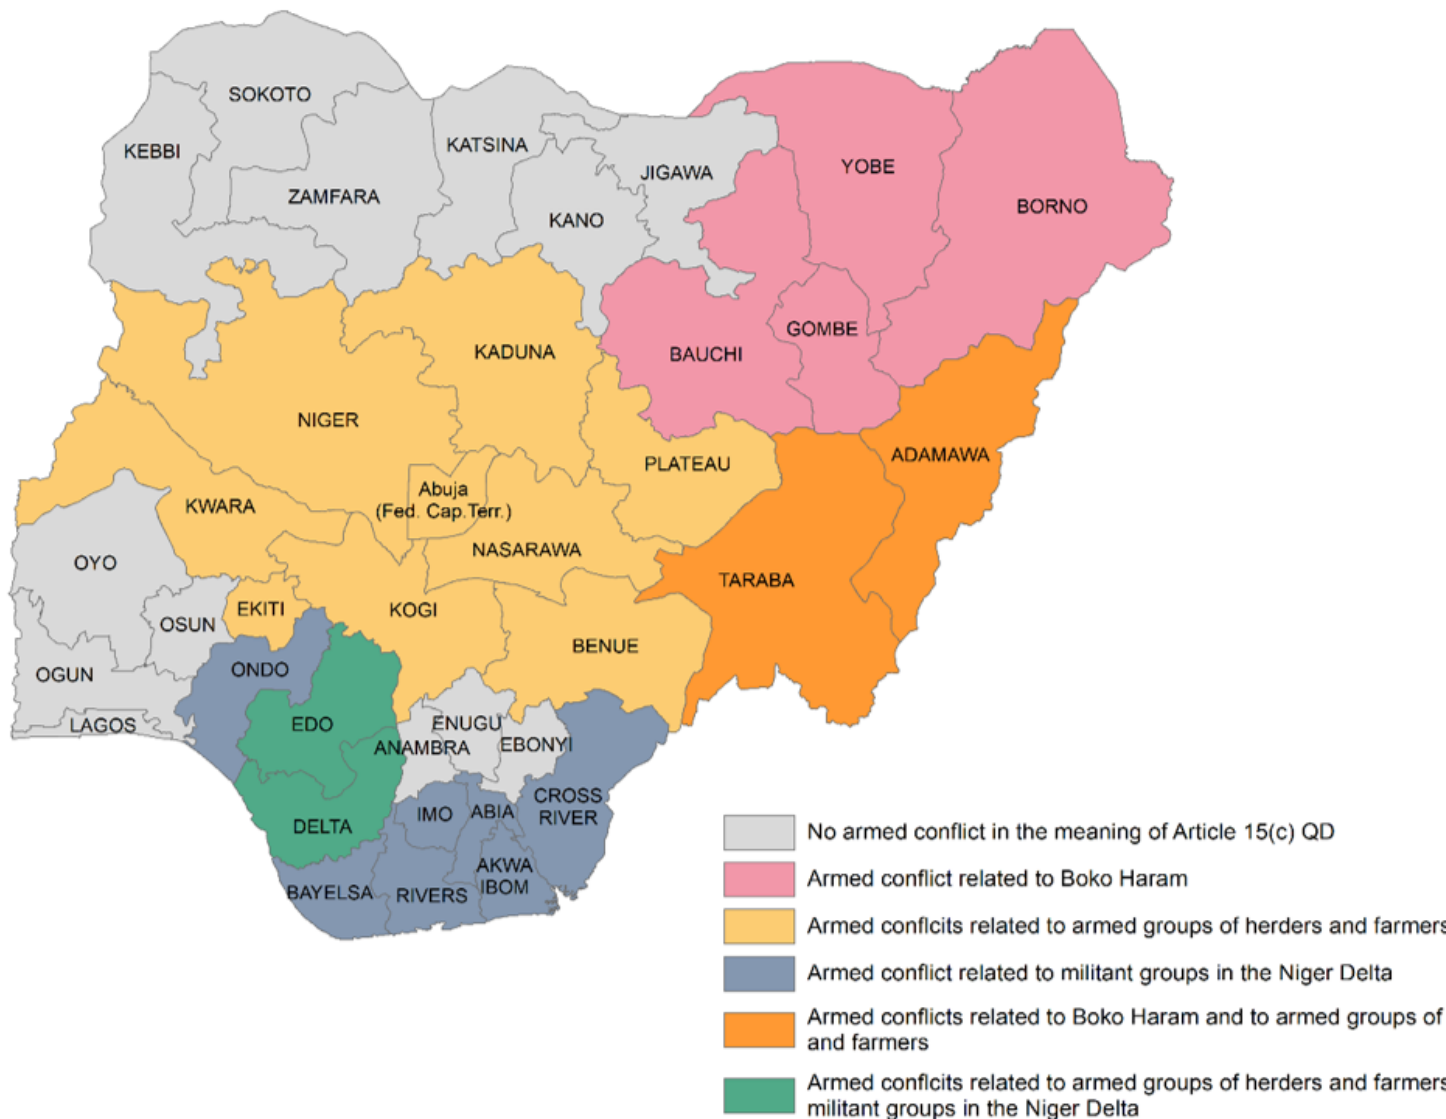 SOKOTO
KEBBI
KATSINA
ZAMFARA
JIGAWA
KANO
YOBE
BORNO
KADUNA
BAUCHI
GOMBE
NIGER
PLATEAU
ADAMAWA
Abuja
(Fed. Cap.Terr.)
KWARA
NASARAWA
OYO
TARABA
OSUN
EKITI
KOGI
BENUE
OGUN
ONDO
LAGOS
EDO
ANAMBRA
ENUGU
EBONYI
DELTA
IMO
ABIA
CROSS
RIVER
BAYELSA
RIVERS
AKWA
IBOM
No armed conflict in the meaning of Article 15(c) QD
Armed conflict related to Boko Haram
Armed conflcits related to armed groups of herders and farmers
Armed conflict related to militant groups in the Niger Delta
Armed conflicts related to Boko Haram and to armed groups of
and farmers
Armed conflcits related to armed groups of herders and farmers
militant groups in the Niger Delta